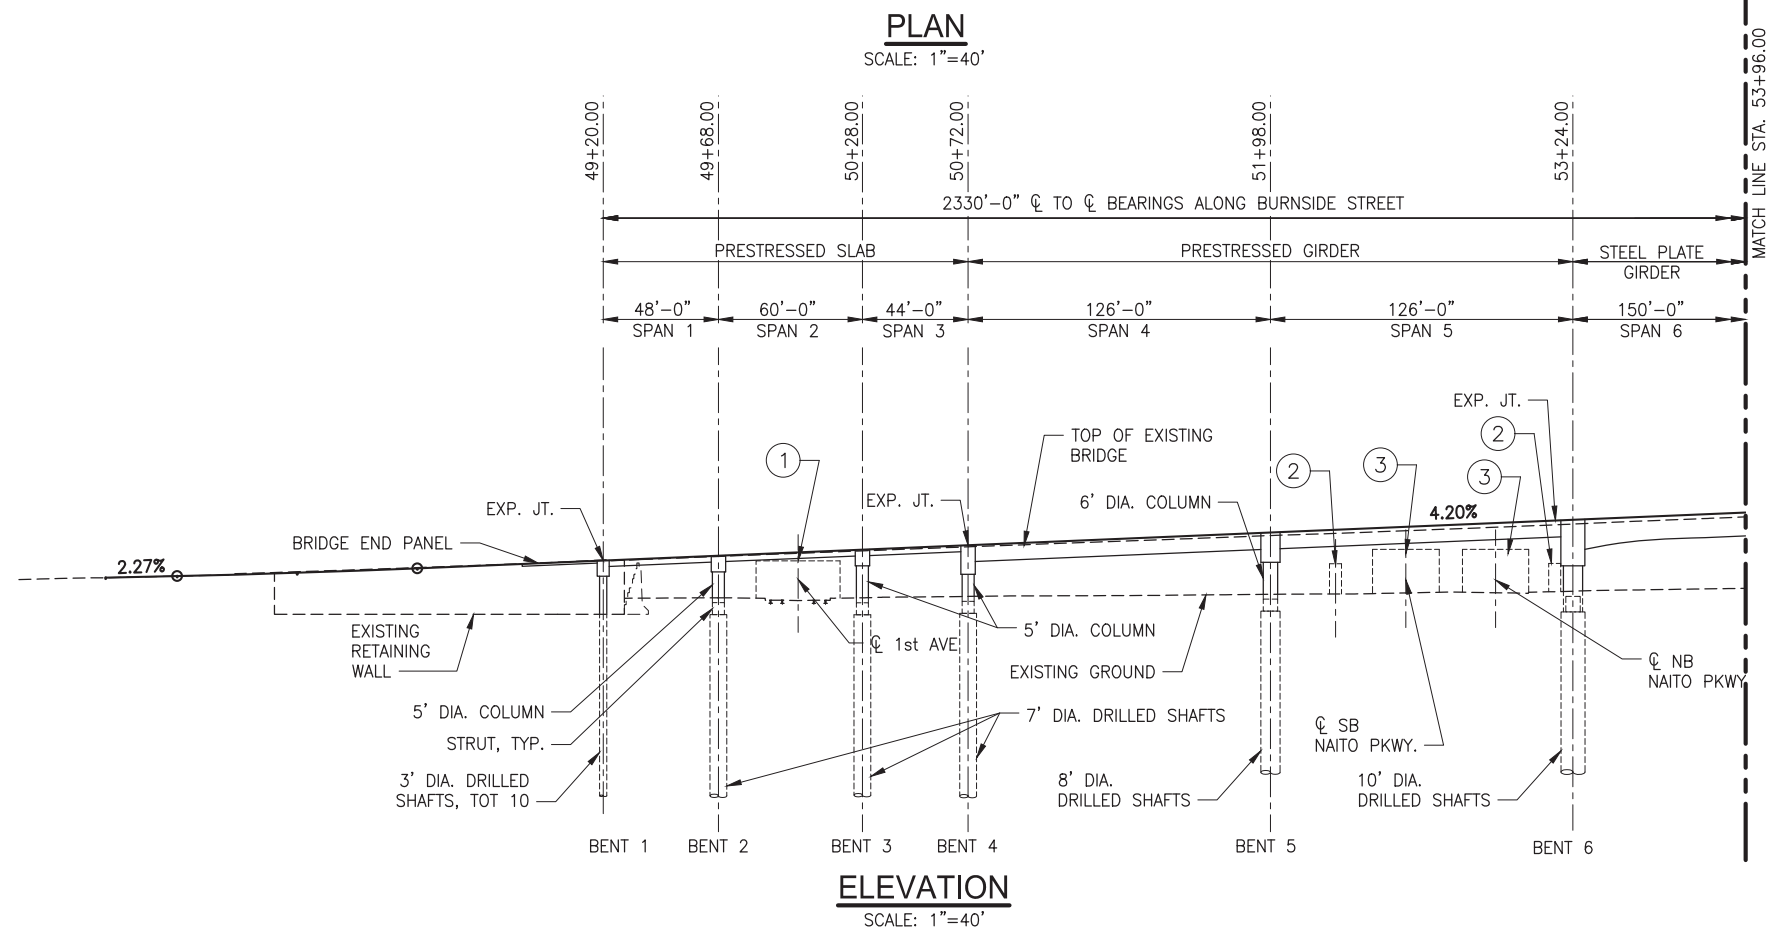 PLAN
SCALE: 1"=40'
49+20.00
49+68.00
50+28.00
50+72.00
51+98.00
53+24.00
MATCH LINE STA. 53+96.00
2330'-0" ℄ TO ℄ BEARINGS ALONG BURNSIDE STREET
PRESTRESSED SLAB
PRESTRESSED GIRDER
STEEL PLATE
GIRDER
48'-0"
SPAN 1
60'-0"
SPAN 2
44'-0"
SPAN 3
126'-0"
SPAN 4
126'-0"
SPAN 5
150'-0"
SPAN 6
EXP. JT.
2
TOP OF EXISTING
BRIDGE
1
2
3
3
EXP. JT.
EXP. JT.
6' DIA. COLUMN
4.20%
BRIDGE END PANEL
2.27%
EXISTING
RETAINING
WALL
℄ 1st AVE
5' DIA. COLUMN
EXISTING GROUND
℄ NB
NAITO PKWY
5' DIA. COLUMN
STRUT, TYP.
7' DIA. DRILLED SHAFTS
℄ SB
NAITO PKWY.
3' DIA. DRILLED
SHAFTS, TOT 10
8' DIA.
DRILLED SHAFTS
10' DIA.
DRILLED SHAFTS
BENT 1
BENT 2
BENT 3
BENT 4
BENT 5
BENT 6
ELEVATION
SCALE: 1"=40'